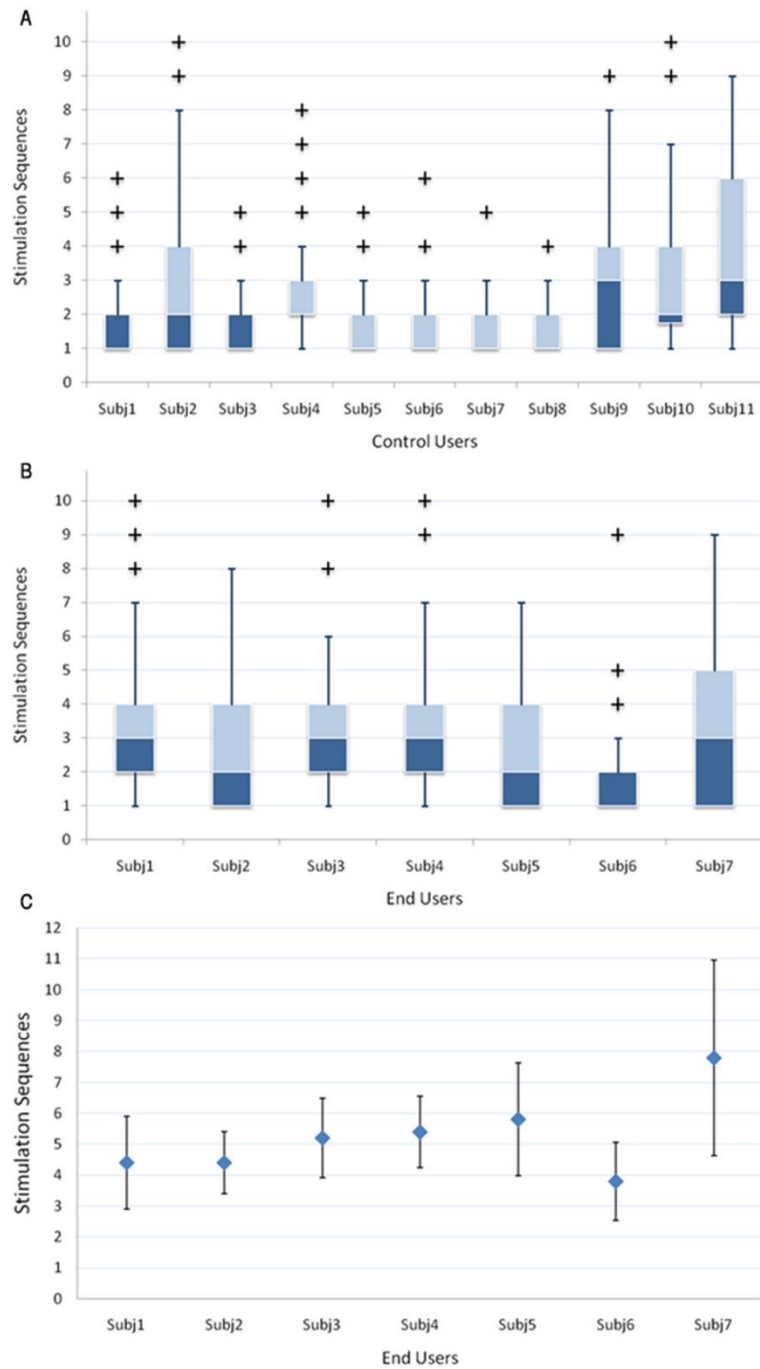 A
Stimulation Sequences
10
9
8
7
6
5
4
3
2
1
0
Subj1 Subj2 Subj3 Subj4 Subj5 Subj6 Subj7 Subj8 Subj9 Subj10 Subj11
Control Users
B
Stimulation Sequences
10
9
8
7
6
5
4
3
2
1
0
Subj1 Subj2 Subj3 Subj4 Subj5 Subj6 Subj7
End Users
C
Stimulation Sequences
12
11
10
9
8
7
6
5
4
3
2
1
0
Subj1 Subj2 Subj3 Subj4 Subj5 Subj6 Subj7
End Users